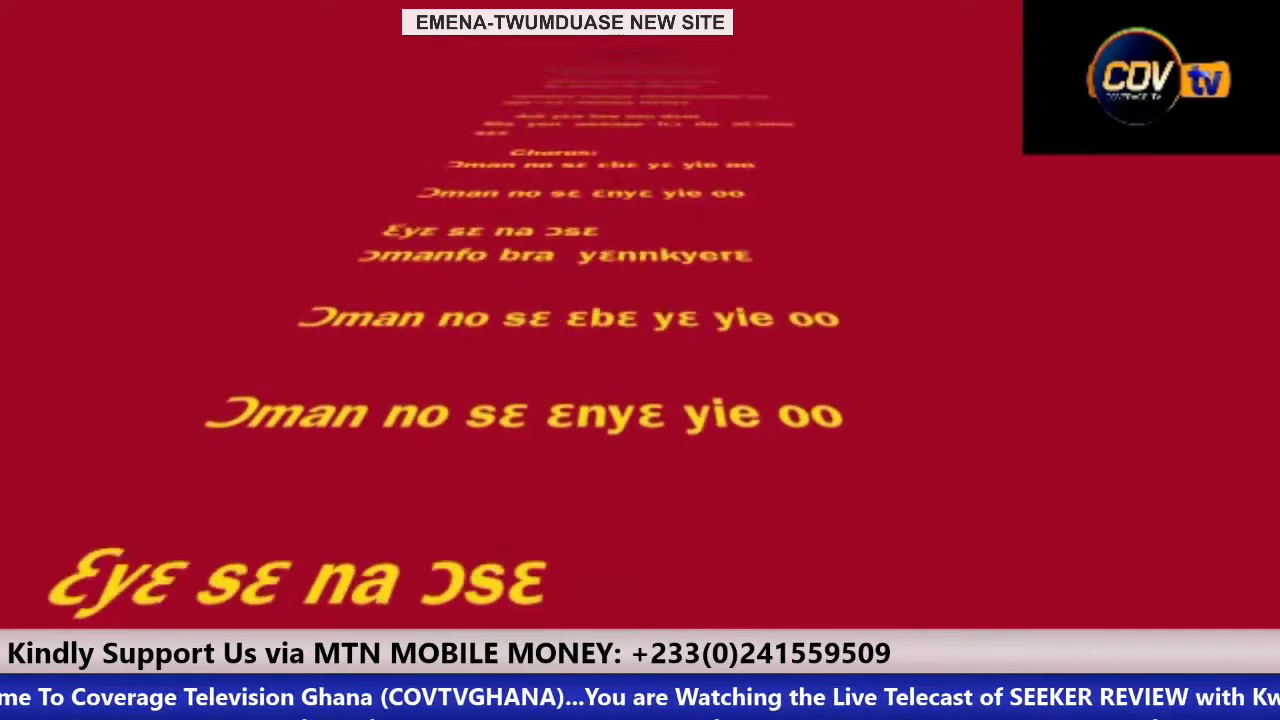 EMENA-TWUMDUASE NEW SITE
COV tv
COVERAGE TV
Chorus:
Ɔman no sɛ ɛbɛ yɛ yie oo
Ɔman no sɛ ɛnyɛ yie oo
Ɛyɛ sɛ na ɔsɛ
ɔmanfo bra yɛnnkyerɛ
Ɔman no sɛ ɛbɛ yɛ yie oo
Ɔman no sɛ ɛnyɛ yie oo
Ɛyɛ sɛ na ɔsɛ
Kindly Support Us via MTN MOBILE MONEY: +233(0)241559509
me To Coverage Television Ghana (COVTVGHANA)...You are Watching the Live Telecast of SEEKER REVIEW with Kw